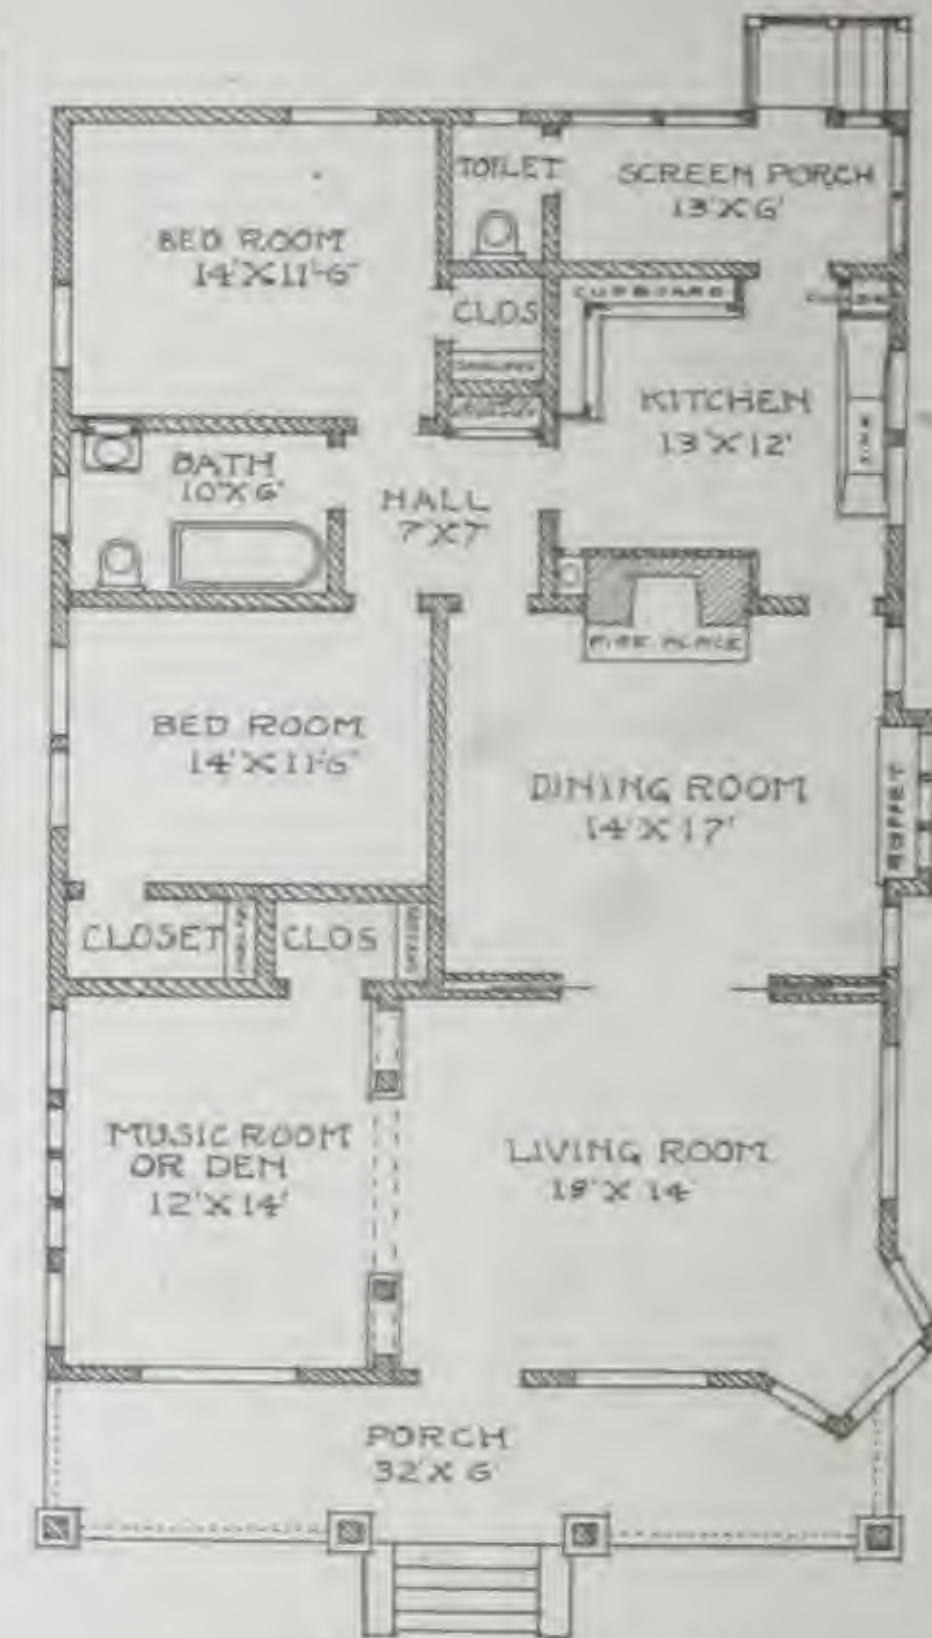 TOILET
SCREEN PORCH
13'X6'
BED ROOM
14'X11'-6"
CLOS
CUPBOARD
KITCHEN
13'X12'
SINK
BATH
10'X6'
HALL
7'X7'
FIRE PLACE
BED ROOM
14'X11'-6"
DINING ROOM
14'X17'
BUFFET
CLOSET
CLOS
MUSIC ROOM
OR DEN
12'X14'
LIVING ROOM
18'X14
PORCH
32'X6'